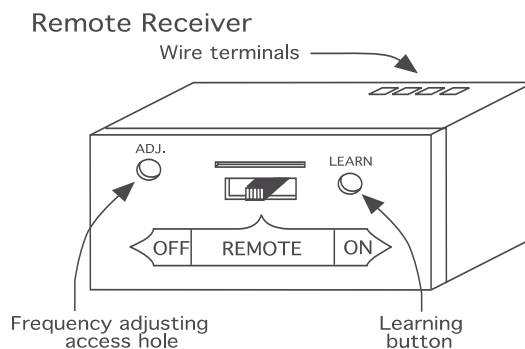 Remote Receiver
Wire terminals
ADJ.
LEARN
OFF REMOTE ON
Frequency adjusting
access hole
Learning
button